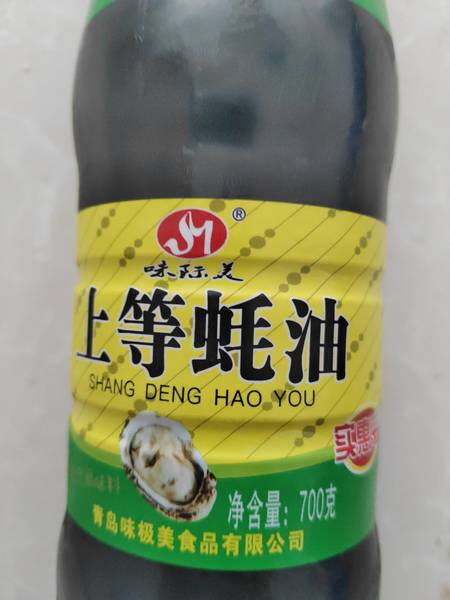 ®
味际美
上等蚝油
SHANG DENG HAO YOU
实惠
净含量：700克
青岛味极美食品有限公司